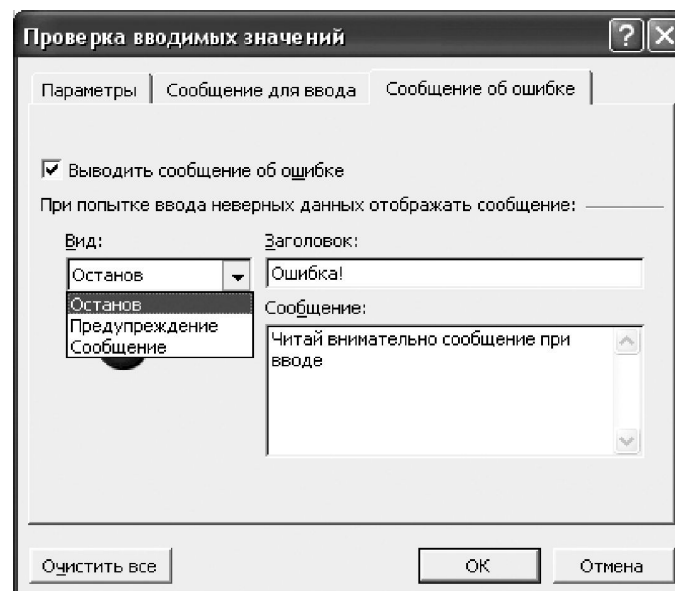 Проверка вводимых значений
Параметры Сообщение для ввода Сообщение об ошибке
Выводить сообщение об ошибке
При попытке ввода неверных данных отображать сообщение:
Вид: Заголовок:
Останов Ошибка!
Останов
Предупреждение
Сообщение
Сообщение:
Читай внимательно сообщение при
вводе
Очистить все ОК Отмена